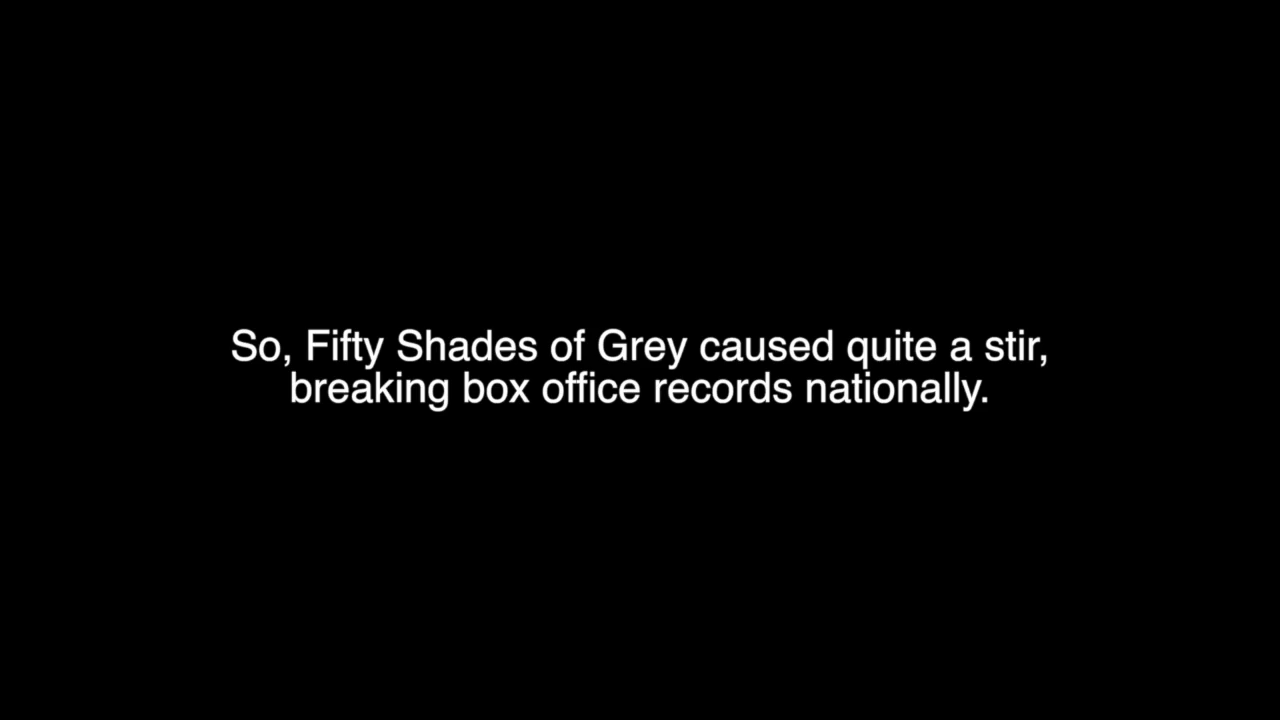 So, Fifty Shades of Grey caused quite a stir,
breaking box office records nationally.